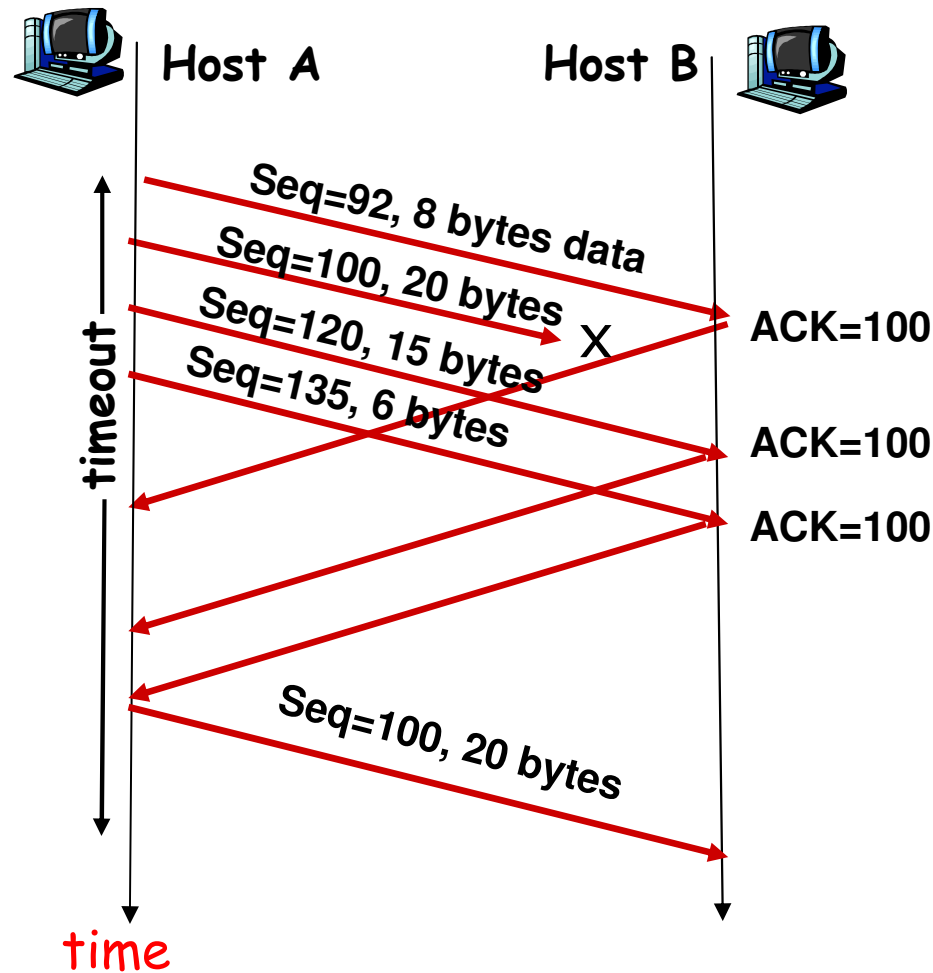 Host A
Host B
Seq=92, 8 bytes data
Seq=100, 20 bytes
X
Seq=120, 15 bytes
Seq=135, 6 bytes
ACK=100
ACK=100
ACK=100
timeout
Seq=100, 20 bytes
time